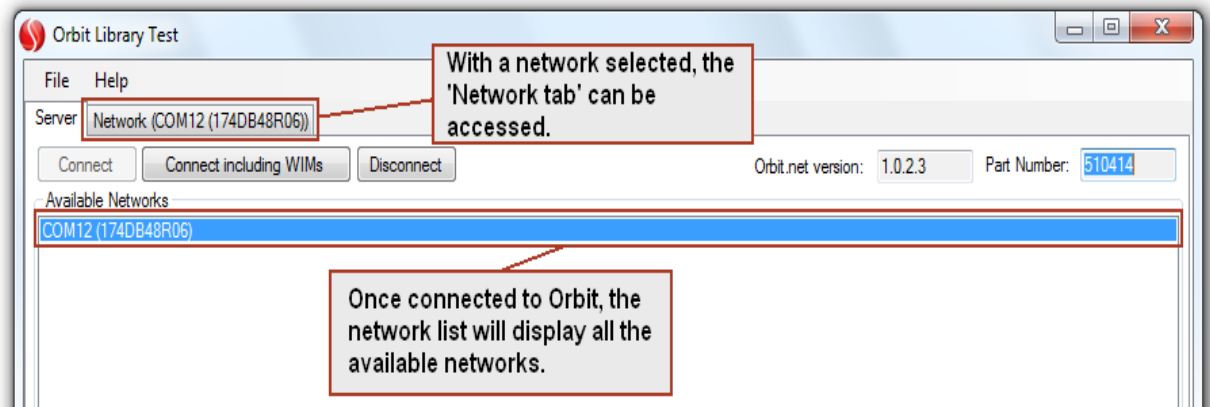 Orbit Library Test
File Help
With a network selected, the
'Network tab' can be
accessed.
Server Network (COM12 (174DB48R06))
Connect Connect including WIMs Disconnect Orbit.net version: 1.0.2.3 Part Number: 510414
Available Networks
COM12 (174DB48R06)
Once connected to Orbit, the
network list will display all the
available networks.